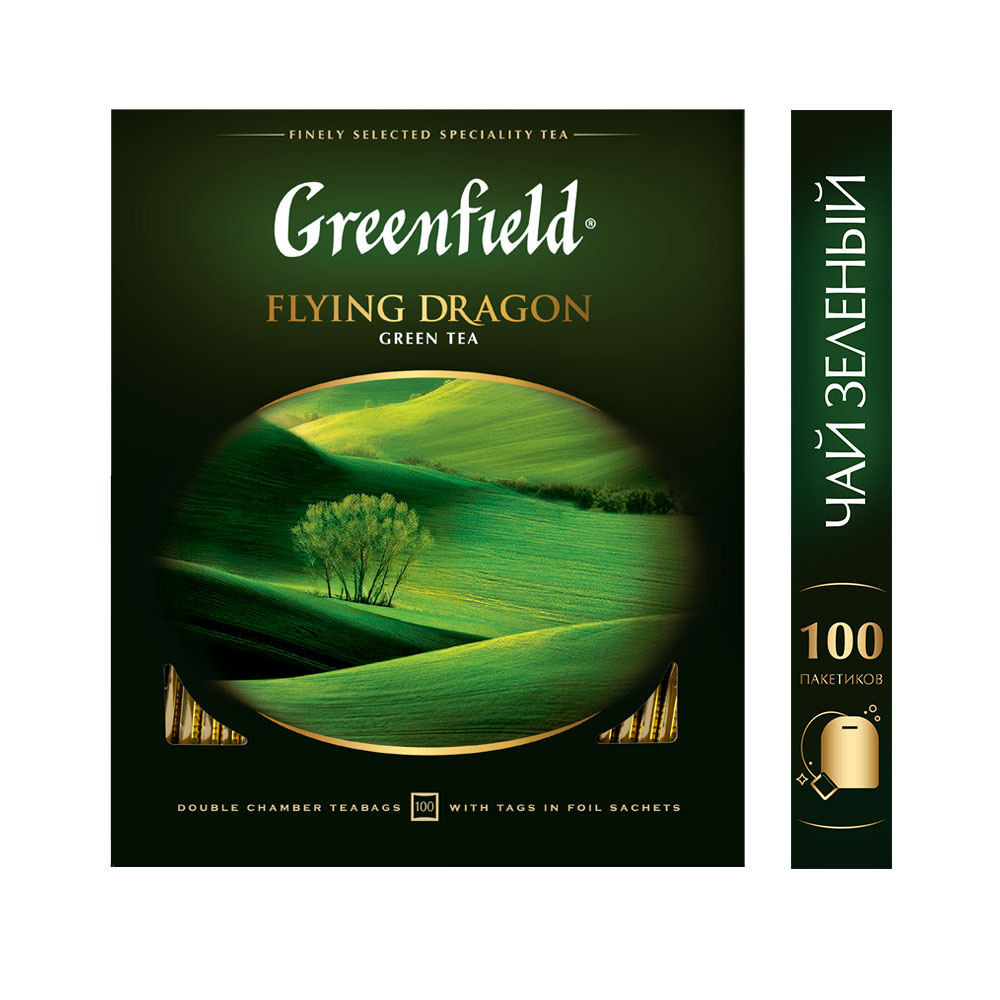 FINELY SELECTED SPECIALITY TEA
Greenfield®
FLYING DRAGON
GREEN TEA
DOUBLE CHAMBER TEABAGS 100 WITH TAGS IN FOIL SACHETS
ЧАЙ ЗЕЛЕНЫЙ
100
ПАКЕТИКОВ